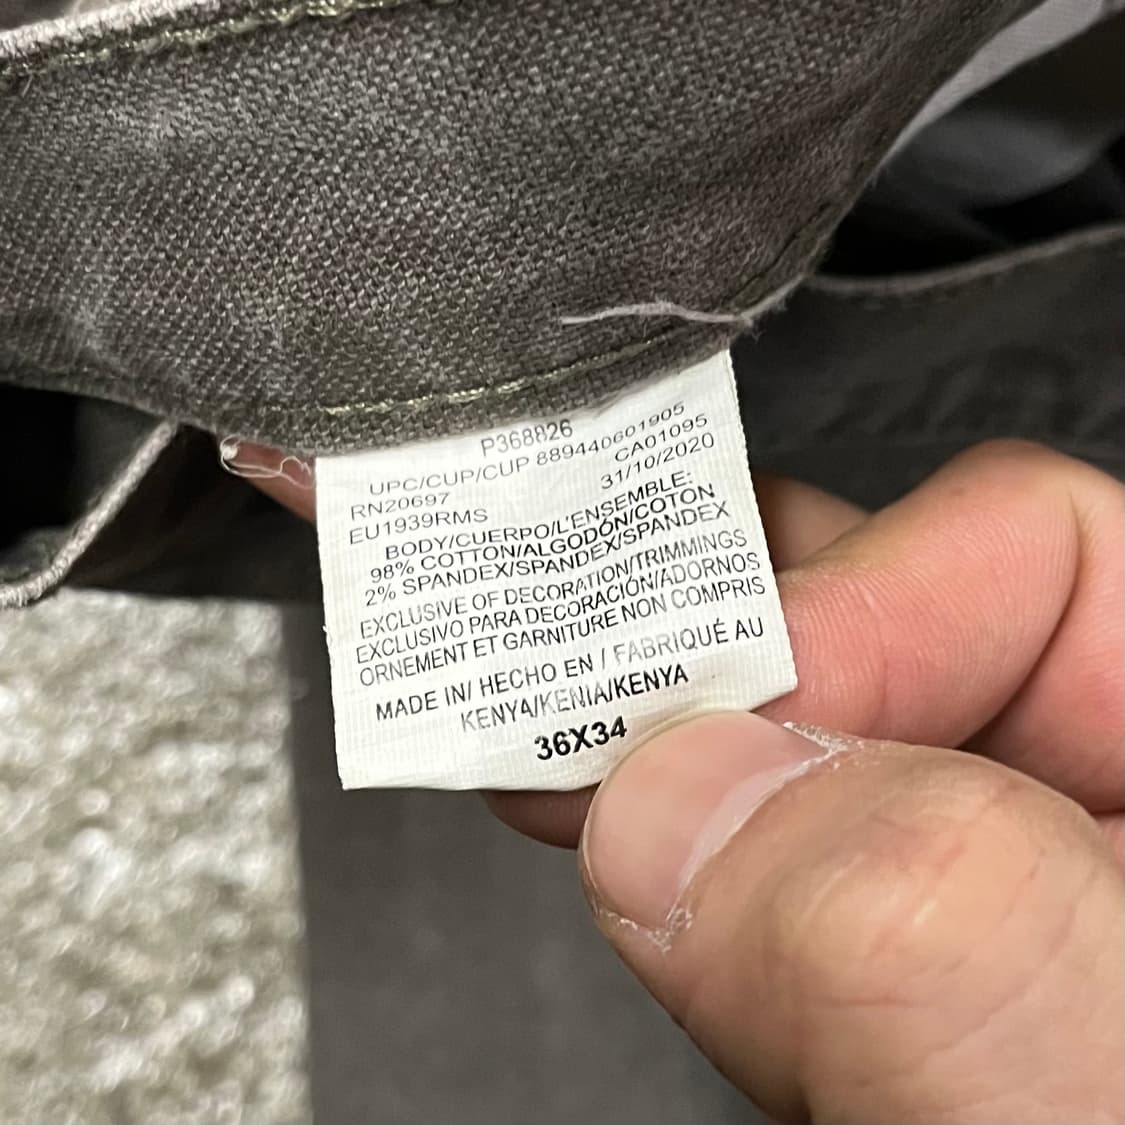 P368826
UPC/CUP/CUP 889440601905
RN20697 CA01095
EU1939RMS 31/10/2020
BODY/CUERPO/L'ENSEMBLE:
98% COTTON/ALGODÓN/COTON
2% SPANDEX/SPANDEX/SPANDEX
EXCLUSIVE OF DECORATION/TRIMMINGS
EXCLUSIVO PARA DECORACIÓN/ADORNOS
ORNEMENT ET GARNITURE NON COMPRIS
MADE IN/ HECHO EN / FABRIQUÉ AU
KENYA/KENIA/KENYA
36X34